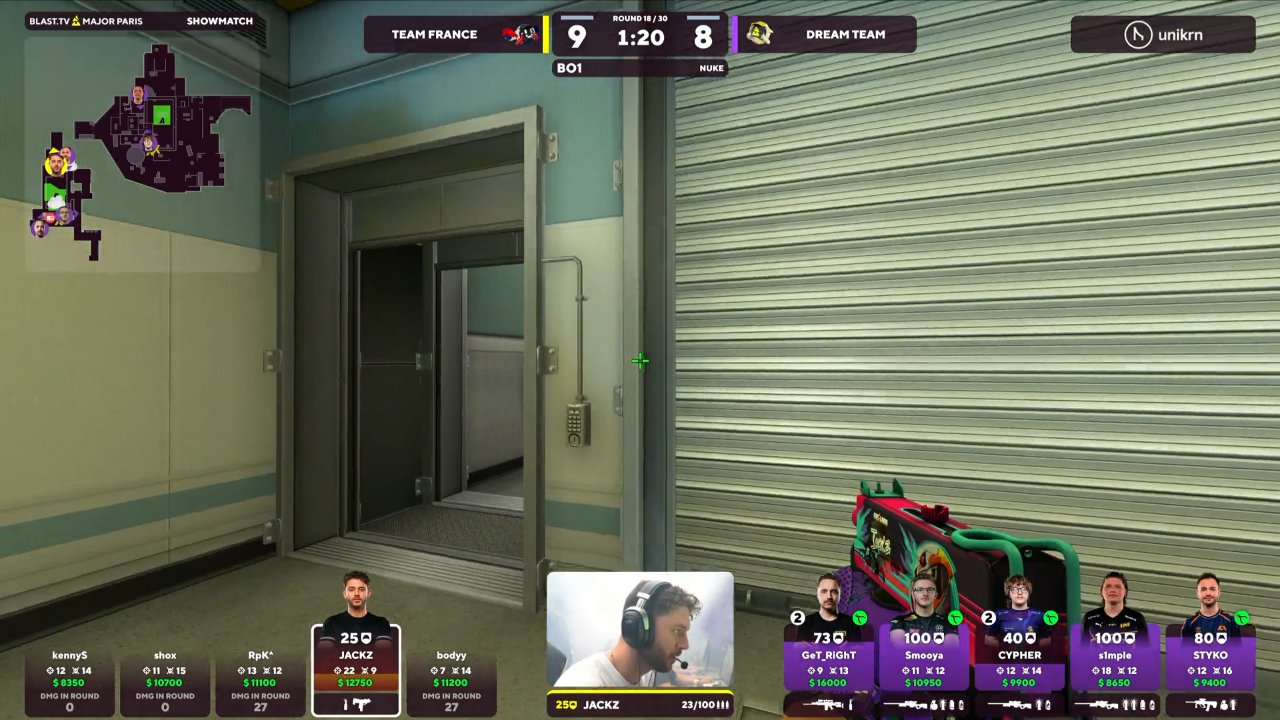 BLAST.TV MAJOR PARIS SHOWMATCH
TEAM FRANCE 9 ROUND 18 / 30 1:20 8 DREAM TEAM
unikrn
BO1 NUKE
A
kennyS
12 14
$ 8350
DMG IN ROUND
0
shox
11 15
$ 10700
DMG IN ROUND
0
RpK^
13 12
$ 11100
DMG IN ROUND
27
25
JACKZ
22 9
$ 12750
bodyy
7 14
$ 11200
DMG IN ROUND
27
25 JACKZ 23/100
2
73
GeT_RiGhT
9 13
$ 16000
100
Smooya
11 12
$ 10950
2
40
CYPHER
12 14
$ 9900
100
s1mple
18 12
$ 8650
80
STYKO
12 16
$ 9400